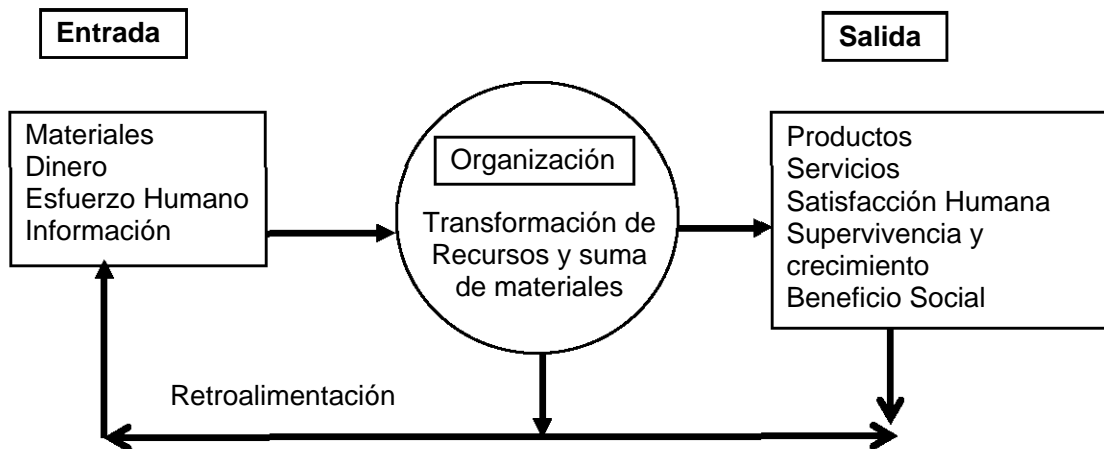 Entrada
Salida
Materiales
Dinero
Esfuerzo Humano
Información
Organización
Transformación de
Recursos y suma
de materiales
Productos
Servicios
Satisfacción Humana
Supervivencia y
crecimiento
Beneficio Social
Retroalimentación